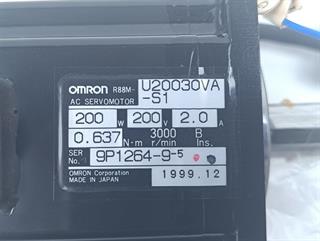 OMRON R88M- U20030VA
AC SERVOMOTOR -S1
200 W 200 V 2.0 A
0.637 N·m 3000 r/min B Ins.
SER No. 9P1264-9-5
OMRON Corporation 1999.12
MADE IN JAPAN